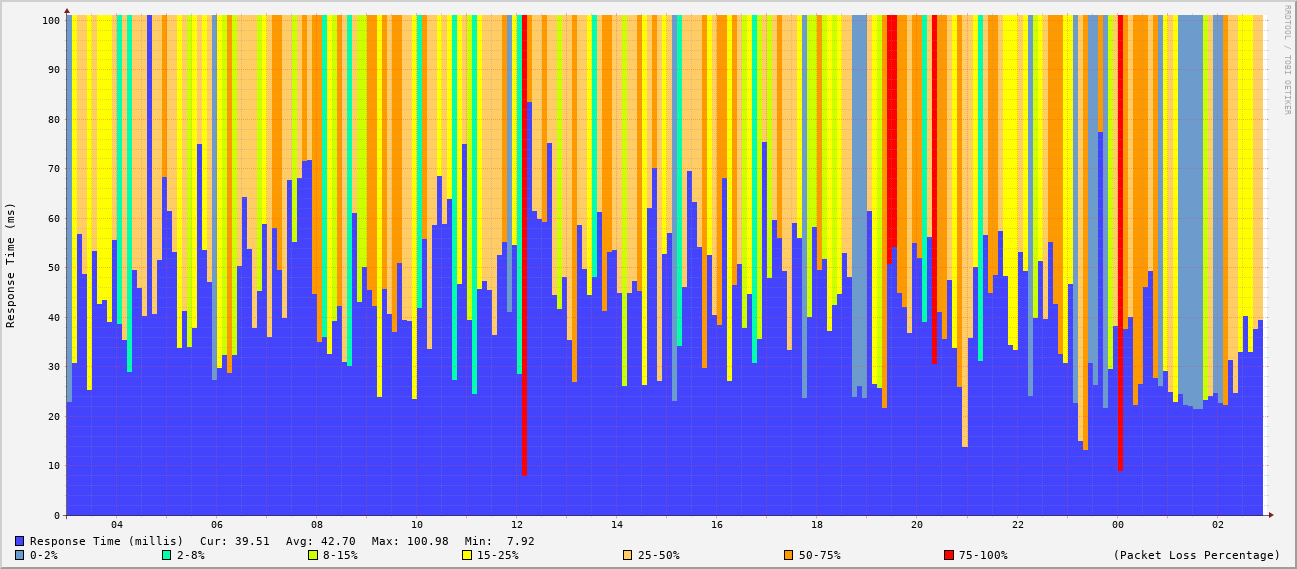 RRDTOOL / TOBI OETIKER
Response Time (ms)
100
90
80
70
60
50
40
30
20
10
0
04 06 08 10 12 14 16 18 20 22 00 02
Response Time (millis) Cur: 39.51 Avg: 42.70 Max: 100.98 Min: 7.92
0-2% 2-8% 8-15% 15-25% 25-50% 50-75% 75-100% (Packet Loss Percentage)